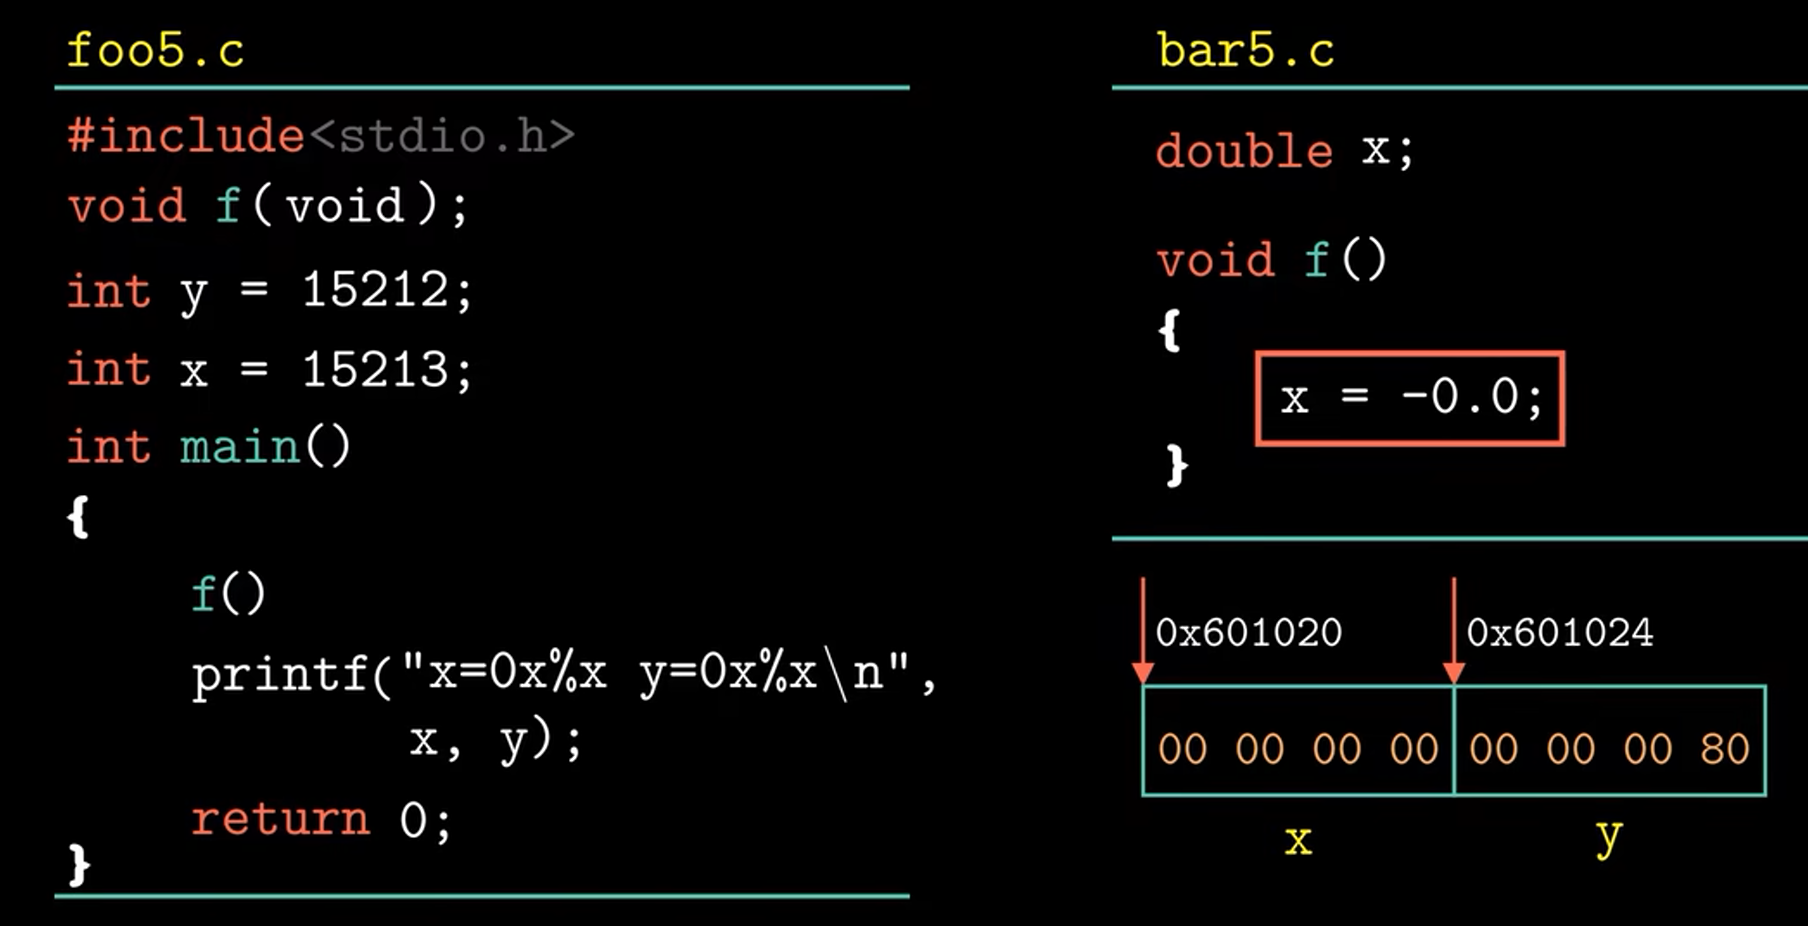 foo5.c
#include<stdio.h>
void f(void);
int y = 15212;
int x = 15213;
int main()
{
f()
printf("x=0x%x y=0x%x\n",
x, y);
return 0;
}
bar5.c
double x;
void f()
{
x = -0.0;
}
0x601020 0x601024
00 00 00 00 00 00 00 80
x y